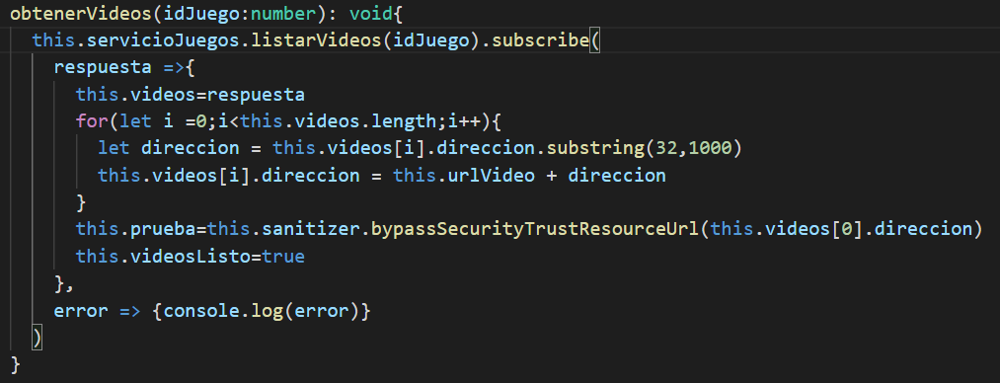 obtenerVideos(idJuego:number): void{
this.servicioJuegos.listarVideos(idJuego).subscribe(
respuesta =>{
this.videos=respuesta
for(let i =0;i<this.videos.length;i++){
let direccion = this.videos[i].direccion.substring(32,1000)
this.videos[i].direccion = this.urlVideo + direccion
}
this.prueba=this.sanitizer.bypassSecurityTrustResourceUrl(this.videos[0].direccion)
this.videosListo=true
},
error => {console.log(error)}
)
}